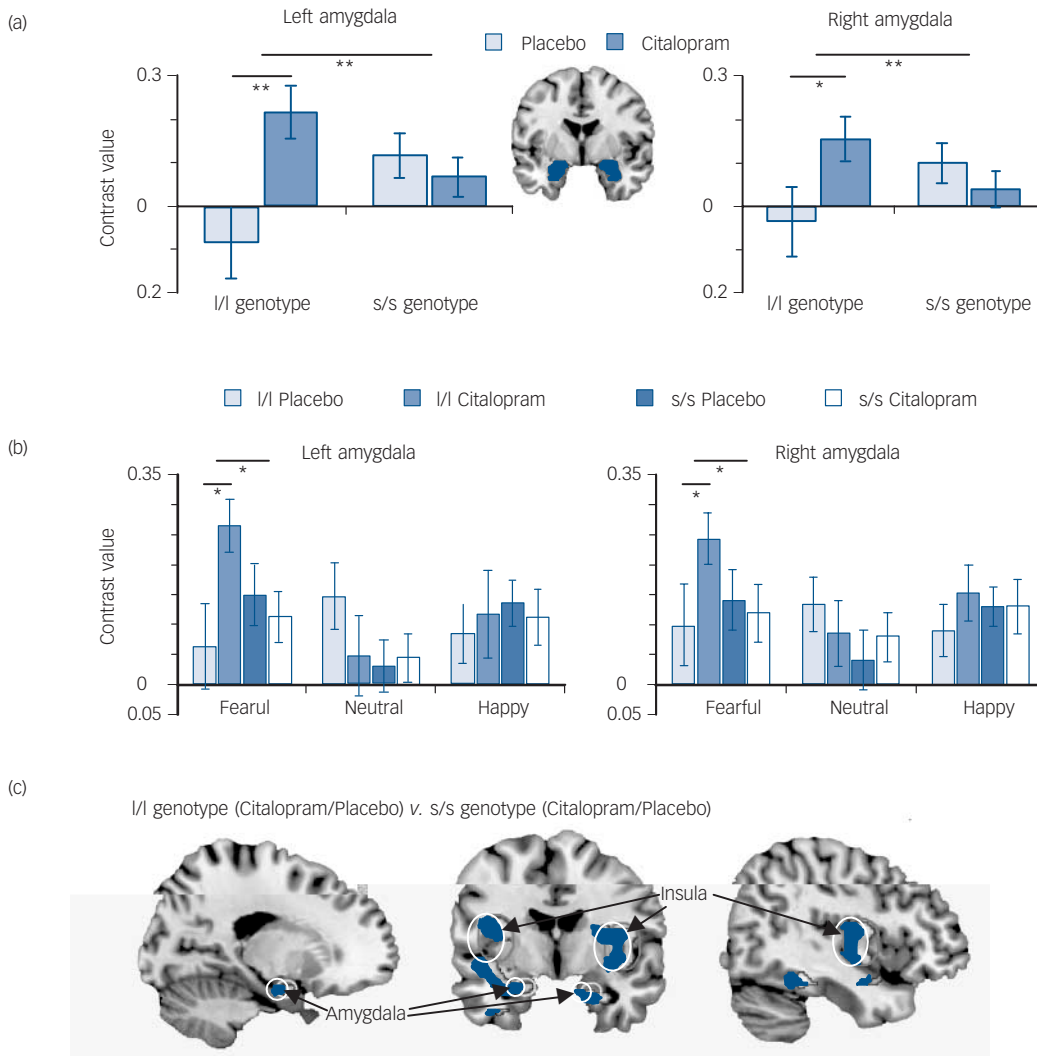 (a)
Left amygdala
Placebo Citalopram
Right amygdala
0.3
**
**
Contrast value
0
0.2
l/l genotype s/s genotype
0.3
**
*
0
0.2
l/l genotype s/s genotype
l/l Placebo l/l Citalopram s/s Placebo s/s Citalopram
(b)
Left amygdala
0.35
*
*
Contrast value
0
0.05
Fearul Neutral Happy
Right amygdala
0.35
*
*
0
0.05
Fearful Neutral Happy
(c)
l/l genotype (Citalopram/Placebo) v. s/s genotype (Citalopram/Placebo)
Insula
Amygdala